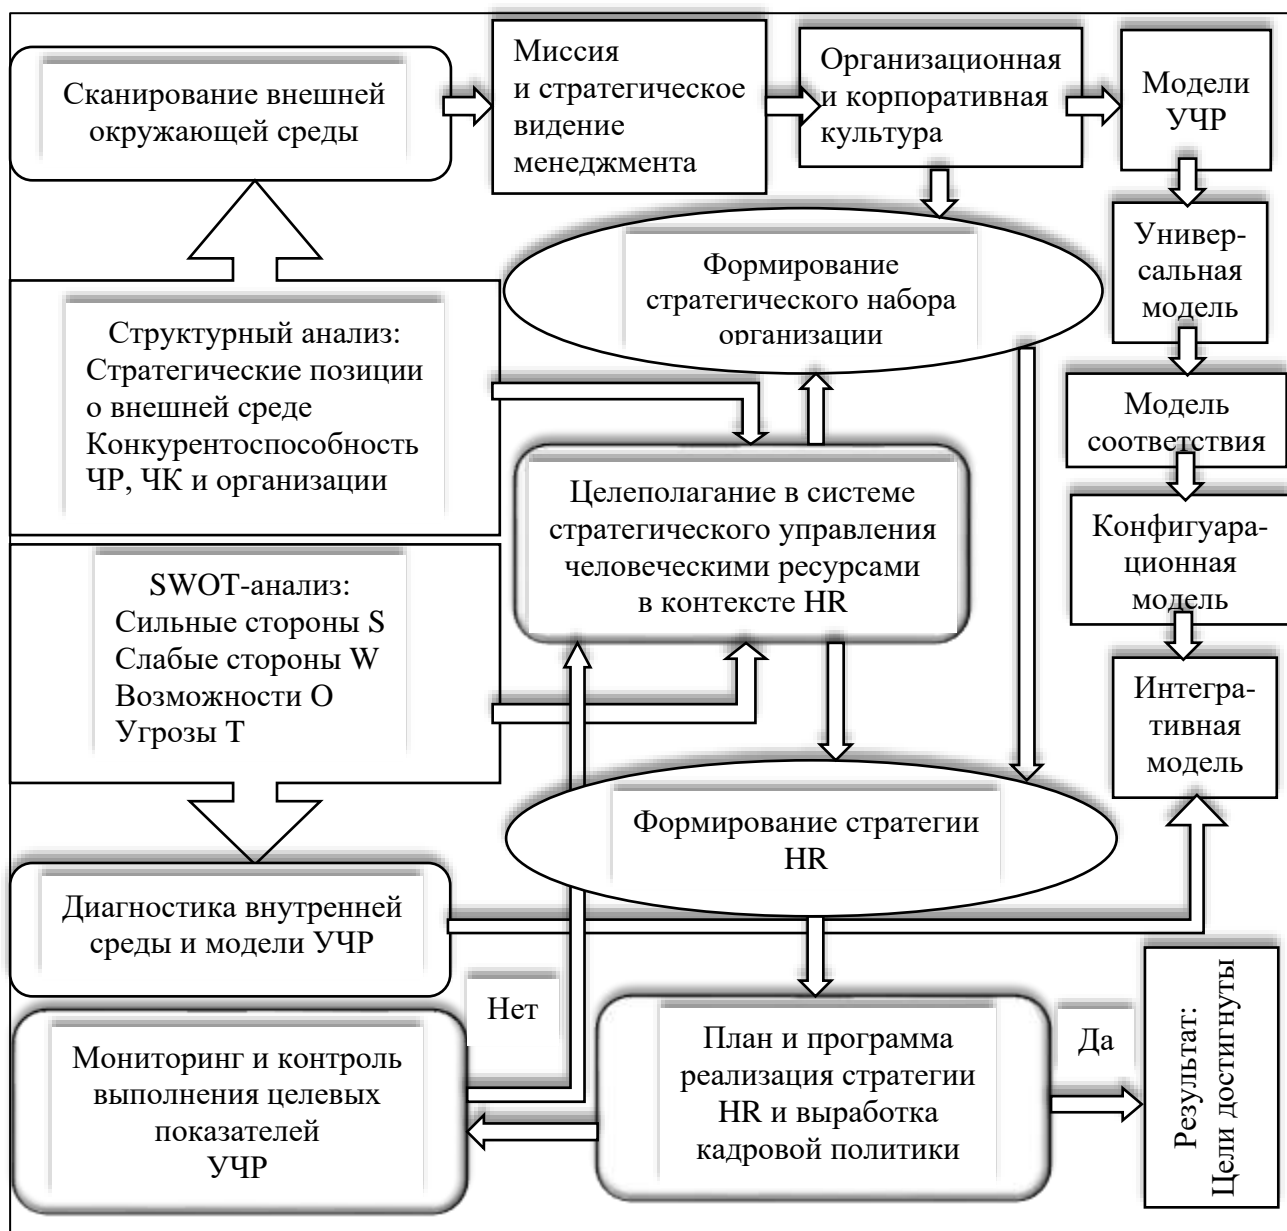 Сканирование внешней
окружающей среды
Миссия
и стратегическое
видение
менеджмента
Организационная
и корпоративная
культура
Модели
УЧР
Формирование
стратегического набора
организации
Универ-
сальная
модель
Структурный анализ:
Стратегические позиции
о внешней среде
Конкурентоспособность
ЧР, ЧК и организации
Модель
соответствия
Целеполагание в системе
стратегического управления
человеческими ресурсами
в контексте HR
Конфигуара-
ционная
модель
SWOT-анализ:
Сильные стороны S
Слабые стороны W
Возможности O
Угрозы T
Интегра-
тивная
модель
Формирование стратегии
HR
Диагностика внутренней
среды и модели УЧР
Нет
Мониторинг и контроль
выполнения целевых
показателей
УЧР
План и программа
реализация стратегии
HR и выработка
кадровой политики
Да
Результат:
Цели достигнуты